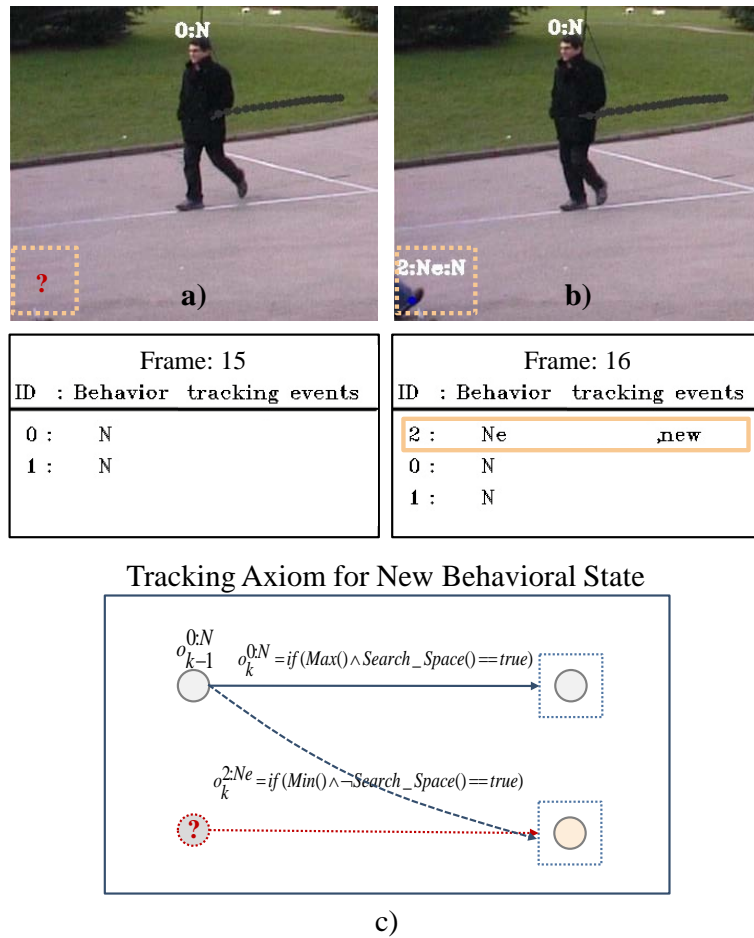 0:N
?
a)
0:N
2:Ne:N
b)
Frame: 15
ID : Behavior tracking events
0 : N
1 : N
Frame: 16
ID : Behavior tracking events
2 : Ne ,new
0 : N
1 : N
Tracking Axiom for New Behavioral State
o_{k-1}^{0:N} o_k^{0:N} =if (Max()∧Search_Space()==true)
o_k^{2:Ne} =if (Min()∧¬Search_Space()==true)
?
c)